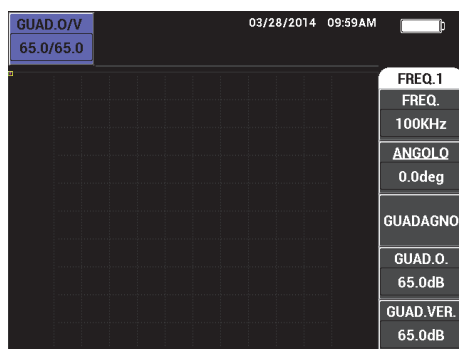 GUAD.O/V
65.0/65.0
03/28/2014 09:59AM
FREQ.1
FREQ.
100KHz
ANGOLO
0.0deg
GUADAGNO
GUAD.O.
65.0dB
GUAD.VER.
65.0dB